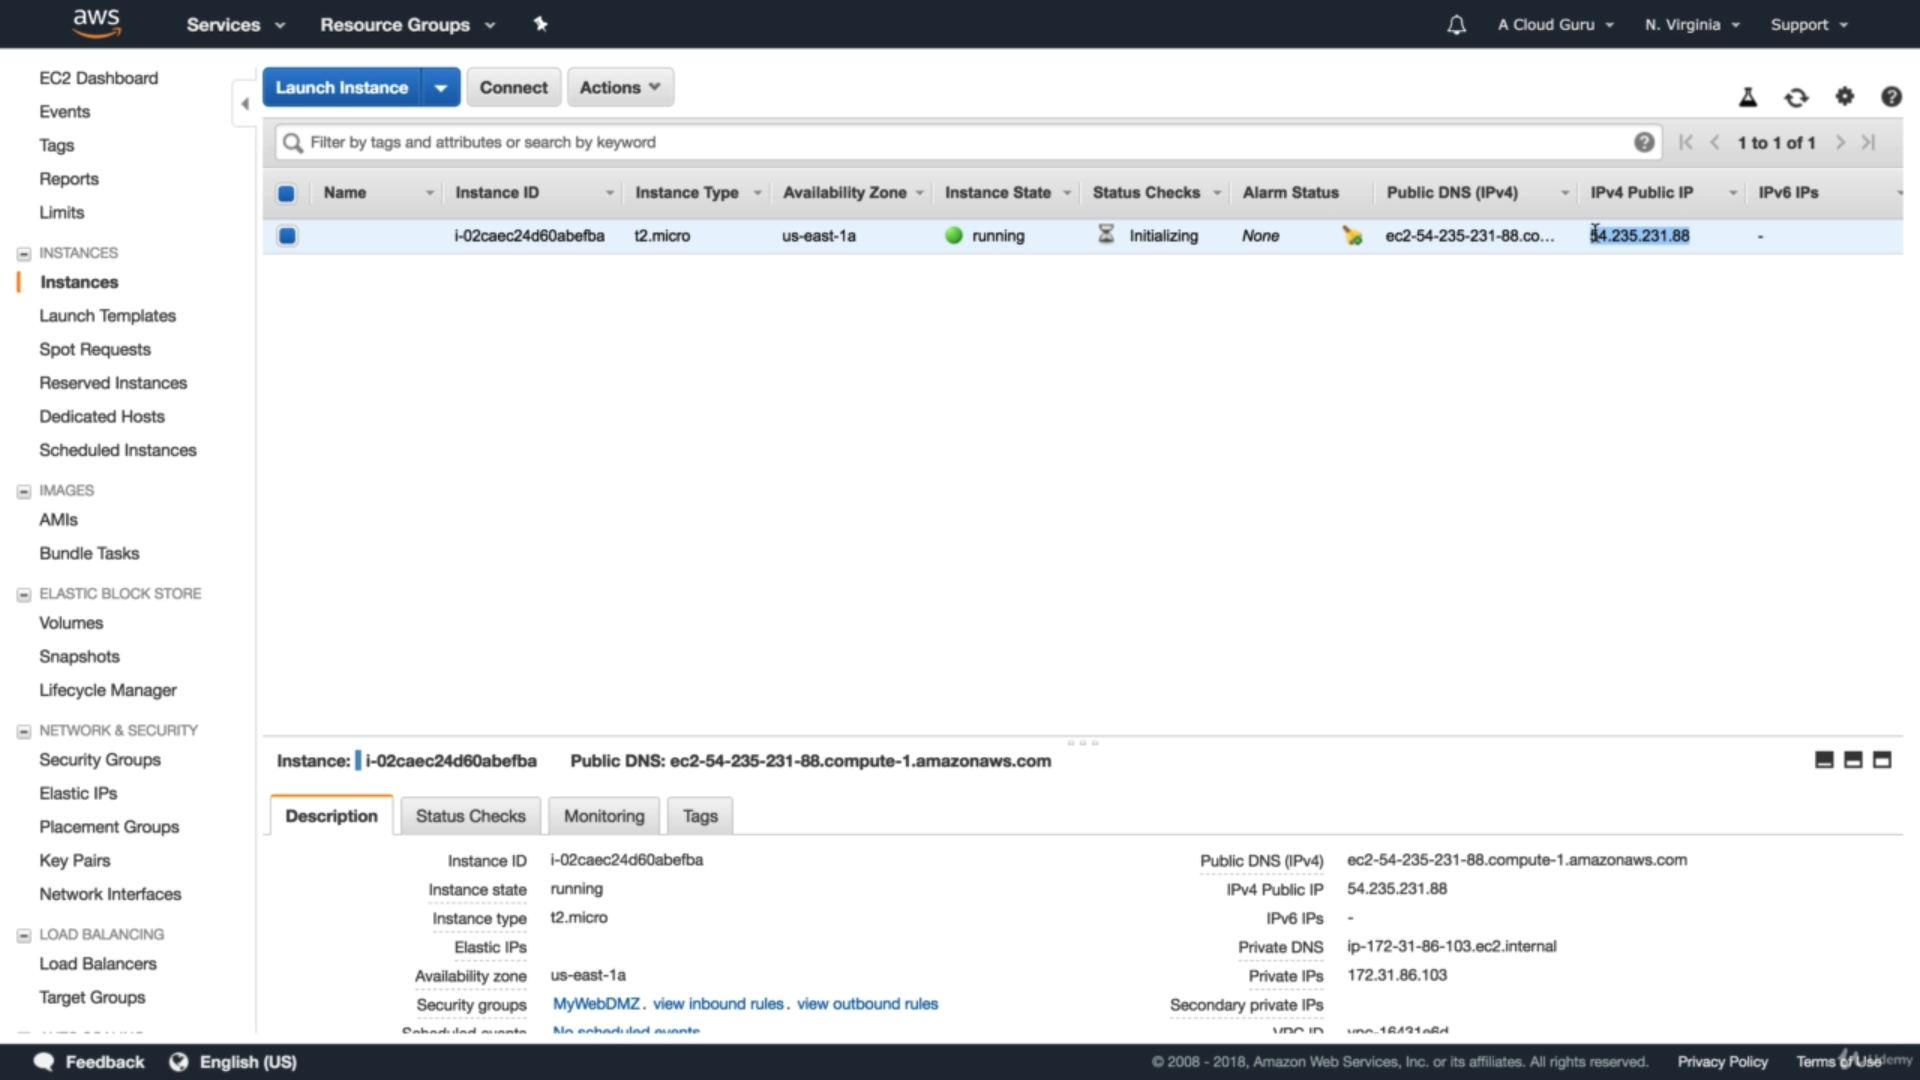 aws Services Resource Groups A Cloud Guru N. Virginia Support
EC2 Dashboard
Events
Tags
Reports
Limits
INSTANCES
Instances
Launch Templates
Spot Requests
Reserved Instances
Dedicated Hosts
Scheduled Instances
IMAGES
AMIs
Bundle Tasks
ELASTIC BLOCK STORE
Volumes
Snapshots
Lifecycle Manager
NETWORK & SECURITY
Security Groups
Elastic IPs
Placement Groups
Key Pairs
Network Interfaces
LOAD BALANCING
Load Balancers
Target Groups
Launch Instance Connect Actions
Filter by tags and attributes or search by keyword 1 to 1 of 1
Name Instance ID Instance Type Availability Zone Instance State Status Checks Alarm Status Public DNS (IPv4) IPv4 Public IP IPv6 IPs
i-02caec24d60abefba t2.micro us-east-1a running Initializing None ec2-54-235-231-88.co... 54.235.231.88 -
Instance: i-02caec24d60abefba Public DNS: ec2-54-235-231-88.compute-1.amazonaws.com
Description Status Checks Monitoring Tags
Instance ID i-02caec24d60abefba Public DNS (IPv4) ec2-54-235-231-88.compute-1.amazonaws.com
Instance state running IPv4 Public IP 54.235.231.88
Instance type t2.micro IPv6 IPs -
Elastic IPs Private DNS ip-172-31-86-103.ec2.internal
Availability zone us-east-1a Private IPs 172.31.86.103
Security groups MyWebDMZ. view inbound rules. view outbound rules Secondary private IPs
Scheduled events No scheduled events VPC ID vpc-16431e6d
Feedback English (US) © 2008 - 2018, Amazon Web Services, Inc. or its affiliates. All rights reserved. Privacy Policy Terms of Use